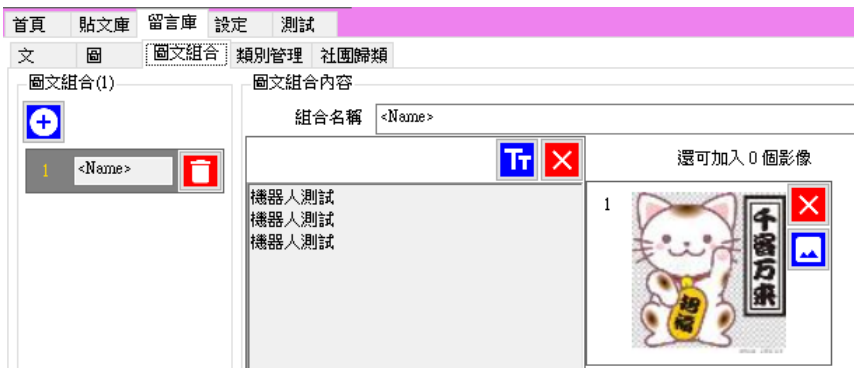 首頁 貼文庫 留言庫 設定 測試
文 圖 圖文組合 類別管理 社團歸類
圖文組合(1)
1 <Name>
圖文組合內容
組合名稱 <Name>
Tт
機器人測試
機器人測試
機器人測試
還可加入 0 個影像
1
千客万来
招福